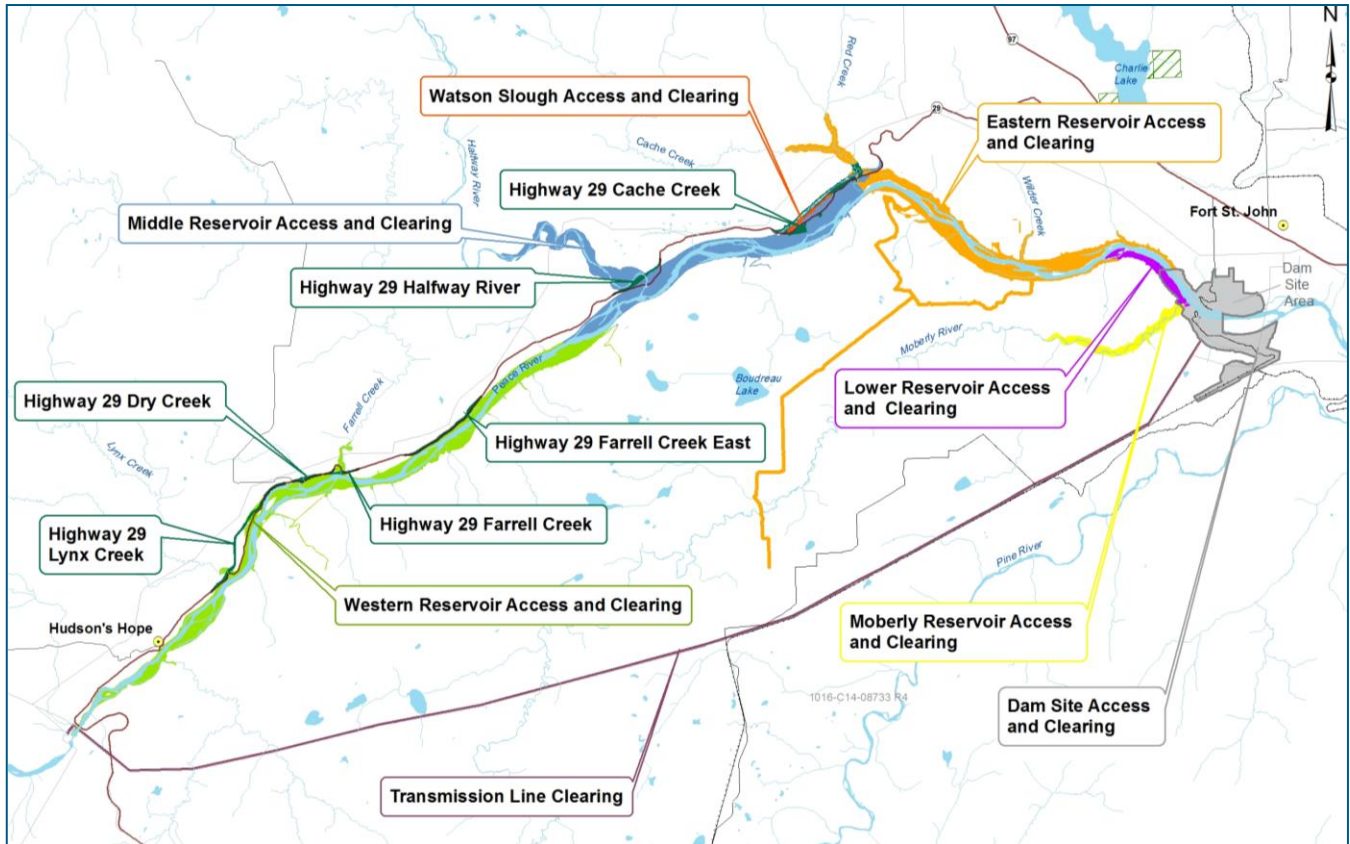 N
97
Red Creek
Charlie
Lake
Watson Slough Access and Clearing
29
Eastern Reservoir Access
and Clearing
Halfway River
Cache Creek
Highway 29 Cache Creek
Wilder Creek
Fort St. John
Middle Reservoir Access and Clearing
Highway 29 Halfway River
Dam
Site
Area
Moberly River
Peace River
Boudreau
Lake
Lower Reservoir Access
and Clearing
Highway 29 Dry Creek
Farrell Creek
Highway 29 Farrell Creek East
Lynx Creek
Highway 29 Farrell Creek
Highway 29
Lynx Creek
Pine River
Western Reservoir Access and Clearing
Hudson's Hope
Moberly Reservoir Access
and Clearing
1016-C14-08733 R4
Dam Site Access
and Clearing
Transmission Line Clearing